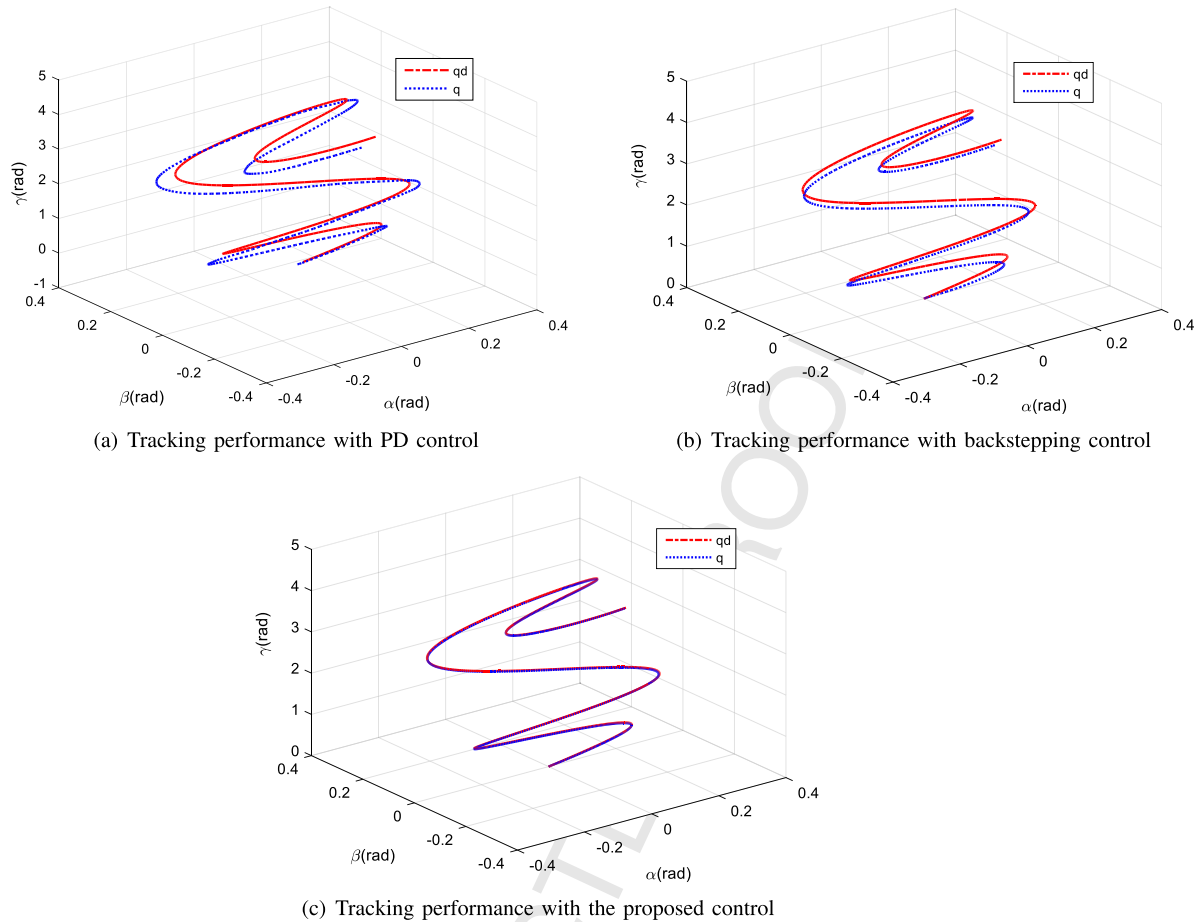 qd
q
5
4
3
2
1
0
-1
γ(rad)
0.4
0.2
0
-0.2
-0.4
β(rad)
-0.4
-0.2
0
0.2
0.4
α(rad)
(a) Tracking performance with PD control
qd
q
5
4
3
2
1
0
γ(rad)
0.4
0.2
0
-0.2
-0.4
β(rad)
-0.4
-0.2
0
0.2
0.4
α(rad)
(b) Tracking performance with backstepping control
qd
q
5
4
3
2
1
0
γ(rad)
0.4
0.2
0
-0.2
-0.4
β(rad)
-0.4
-0.2
0
0.2
0.4
α(rad)
(c) Tracking performance with the proposed control